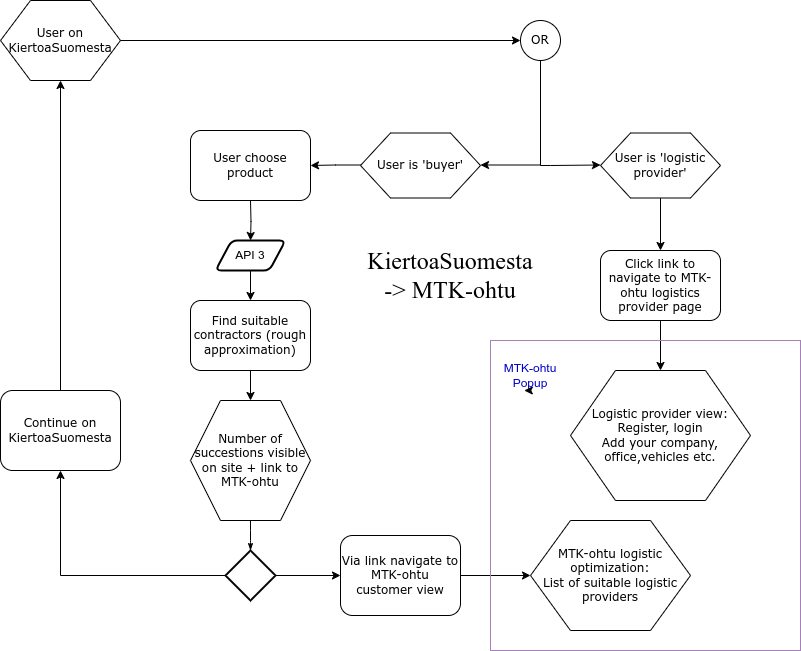 User on
KiertoaSuomesta
OR
User choose
product
User is 'buyer'
User is 'logistic
provider'
API 3
KiertoaSuomesta
-> MTK-ohtu
Click link to
navigate to MTK-
ohtu logistics
provider page
Find suitable
contractors (rough
approximation)
MTK-ohtu
Popup
Continue on
KiertoaSuomesta
Number of
succestions visible
on site + link to
MTK-ohtu
Logistic provider view:
Register, login
Add your company,
office,vehicles etc.
Via link navigate to
MTK-ohtu
customer view
MTK-ohtu logistic
optimization:
List of suitable logistic
providers